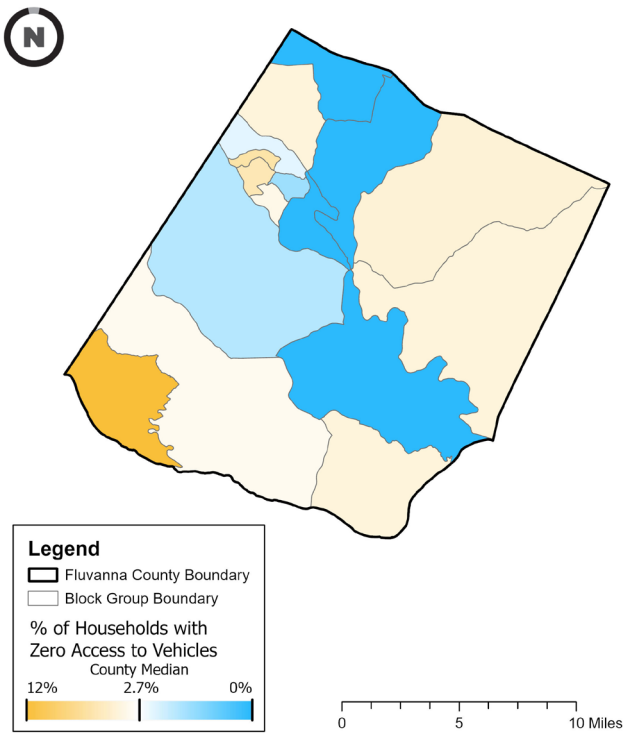 N
Legend
Fluvanna County Boundary
Block Group Boundary
% of Households with
Zero Access to Vehicles
County Median
12% 2.7% 0%
0 5 10 Miles